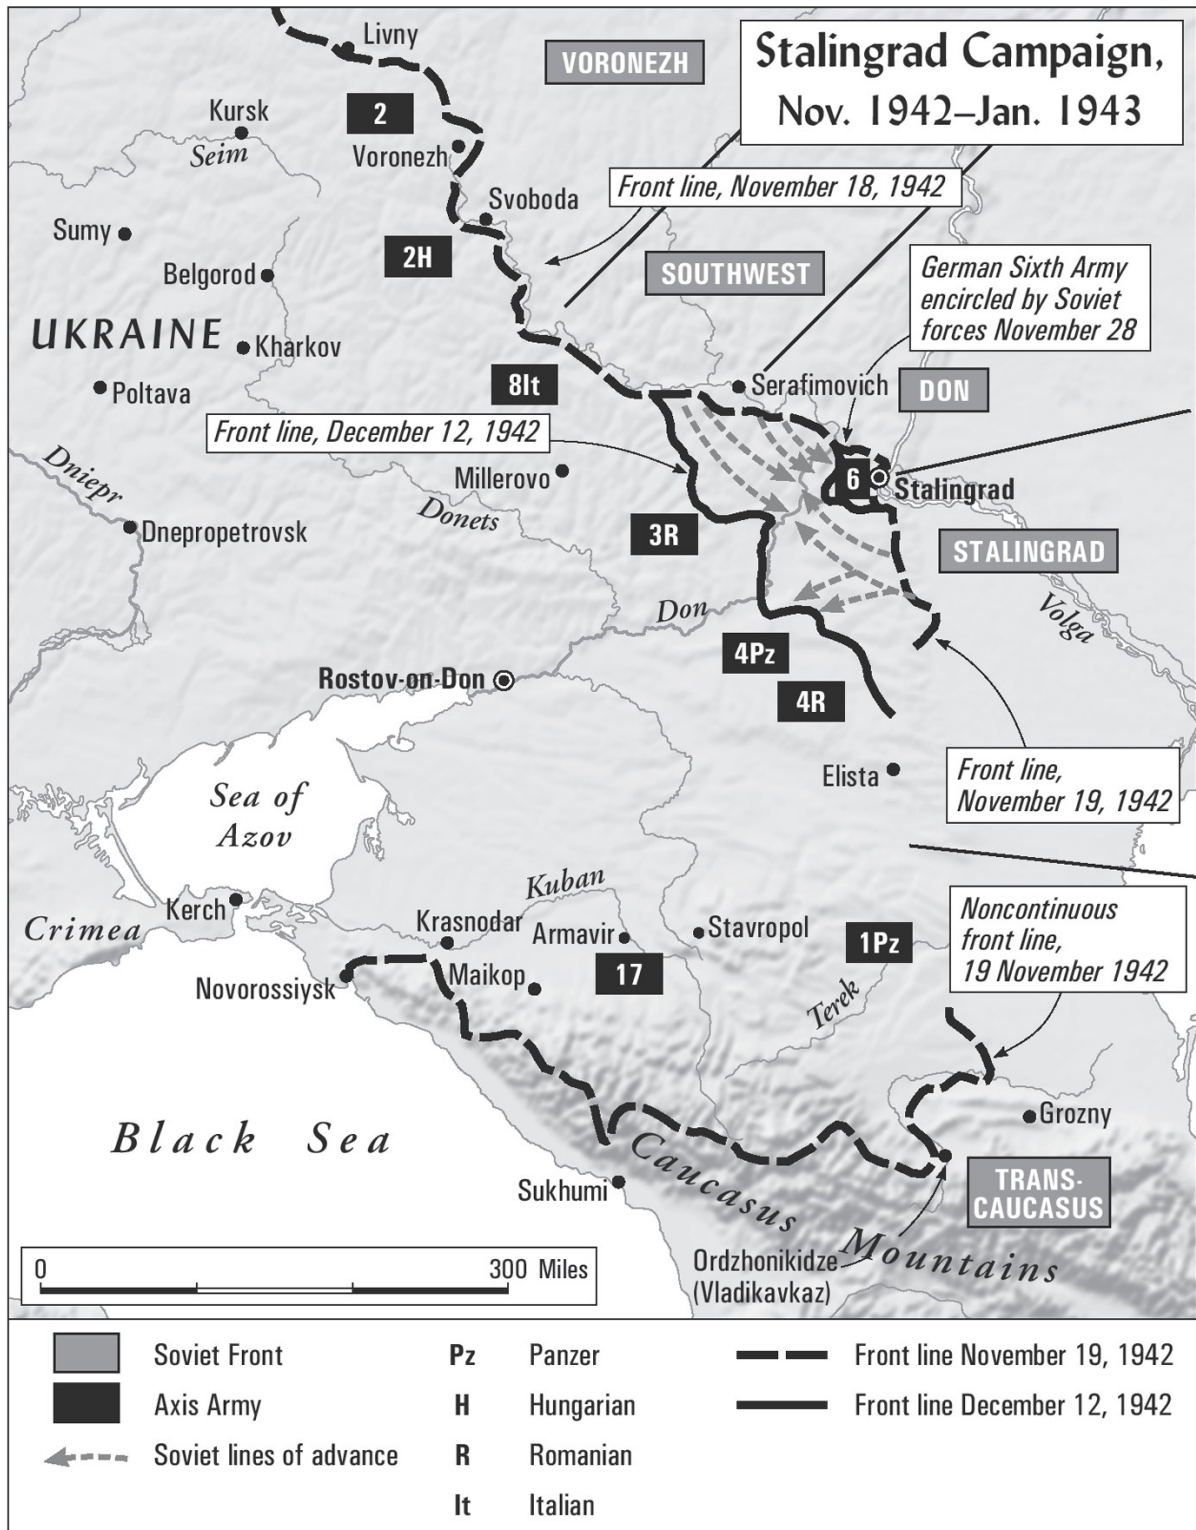 Stalingrad Campaign,
Nov. 1942–Jan. 1943
Livny
VORONEZH
Kursk
2
Seim
Voronezh
Front line, November 18, 1942
Svoboda
Sumy
2H
SOUTHWEST
German Sixth Army
encircled by Soviet
forces November 28
Belgorod
UKRAINE
Kharkov
Poltava
8It
Serafimovich
DON
Front line, December 12, 1942
Dniepr
Millerovo
6
Stalingrad
Donets
Dnepropetrovsk
3R
STALINGRAD
Don
Volga
4Pz
Rostov-on-Don
4R
Elista
Front line,
November 19, 1942
Sea of
Azov
Kuban
Kerch
Crimea
Krasnodar
Armavir
Stavropol
1Pz
Noncontinuous
front line,
19 November 1942
Novorossiysk
Maikop
17
Terek
Grozny
Black Sea
Caucasus
Mountains
Sukhumi
TRANS-
CAUCASUS
Ordzhonikidze
(Vladikavkaz)
0 300 Miles
Soviet Front
Axis Army
Soviet lines of advance
Pz Panzer
H Hungarian
R Romanian
It Italian
Front line November 19, 1942
Front line December 12, 1942